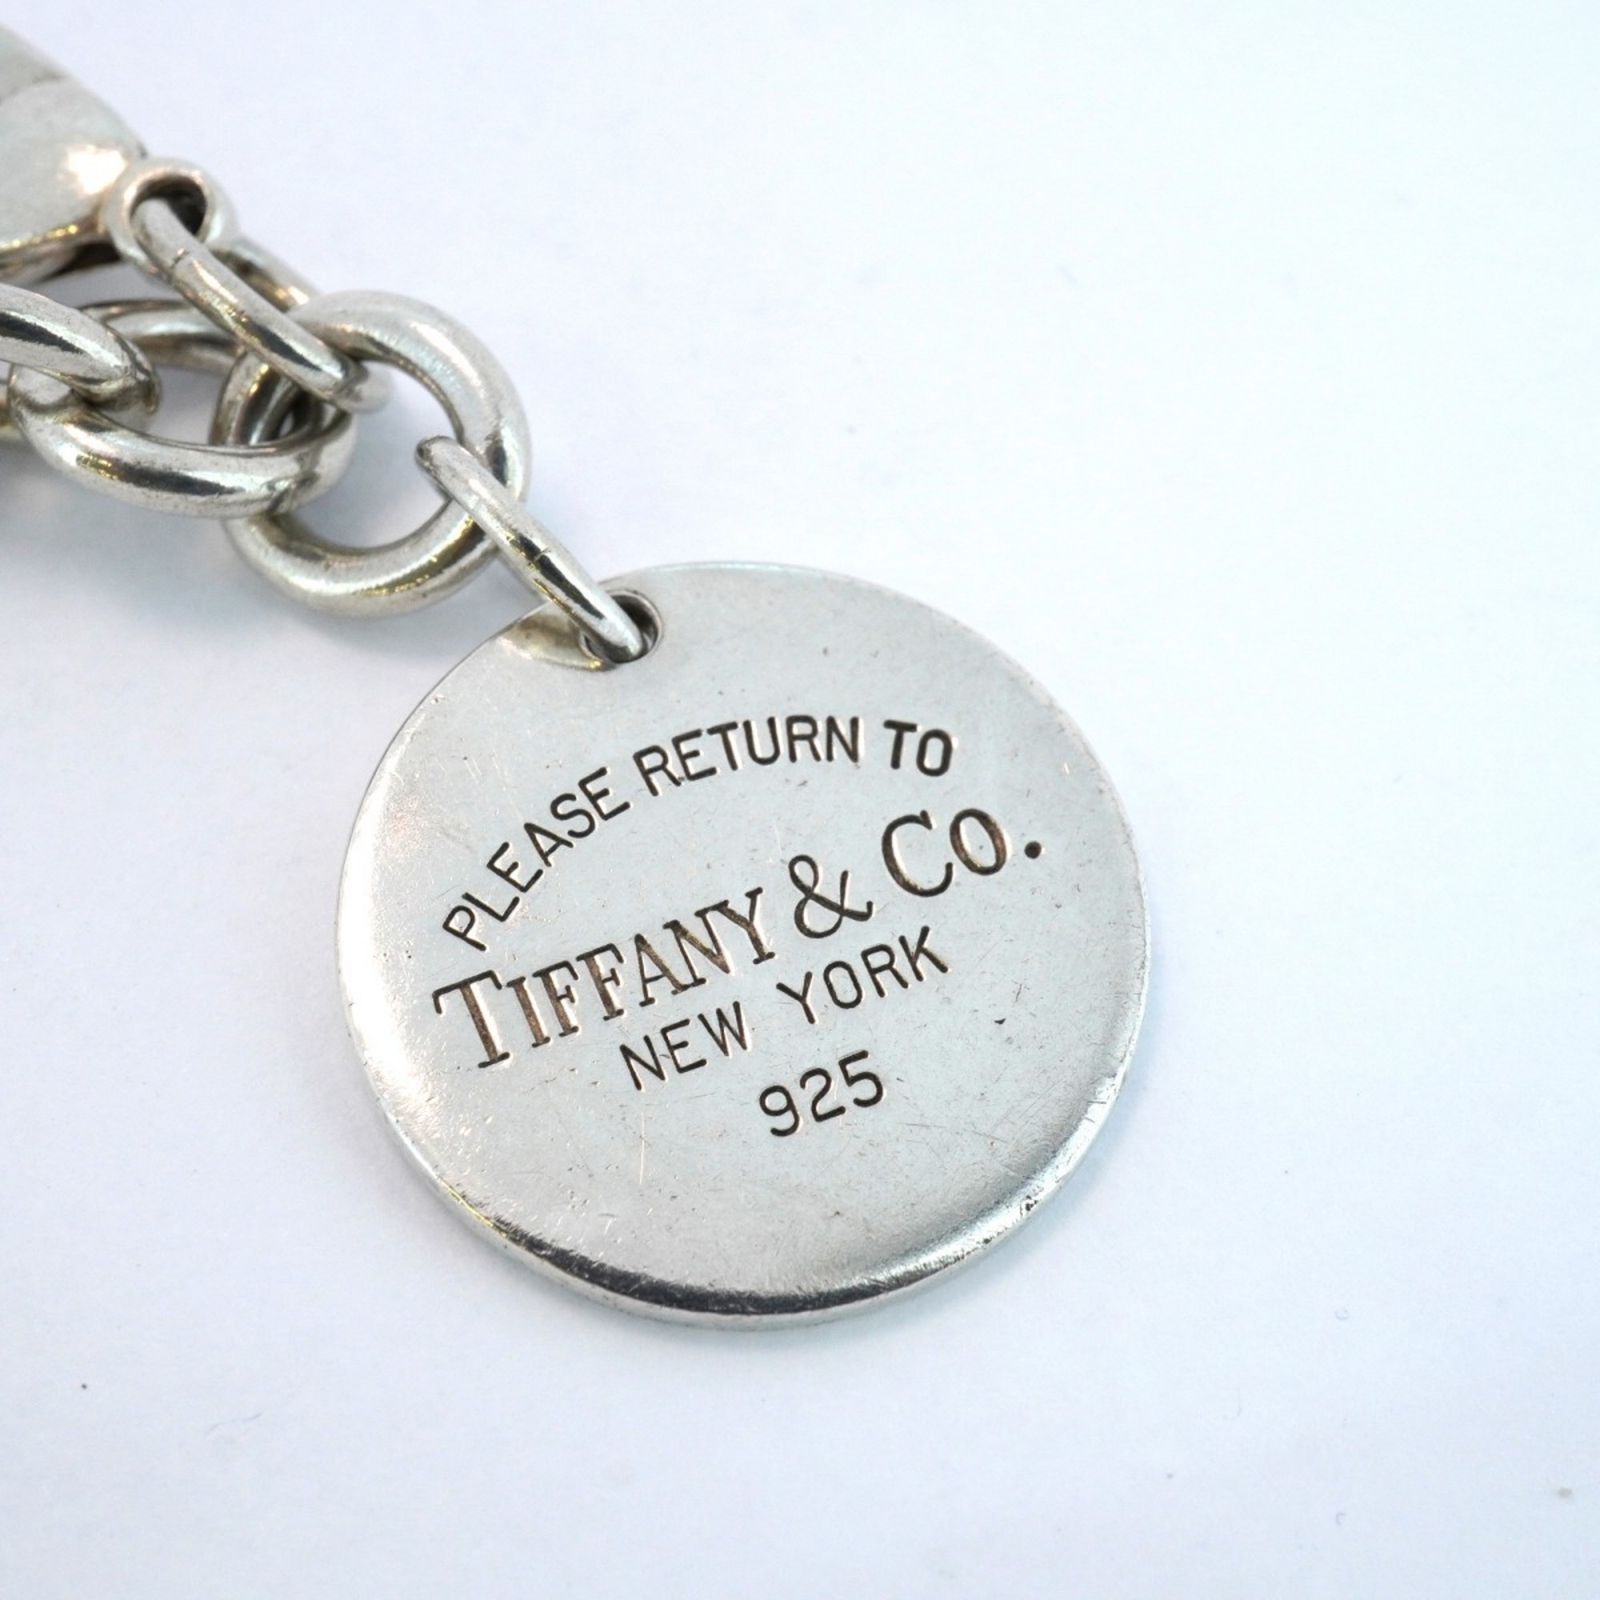 PLEASE RETURN TO
TIFFANY & CO.
NEW YORK
925